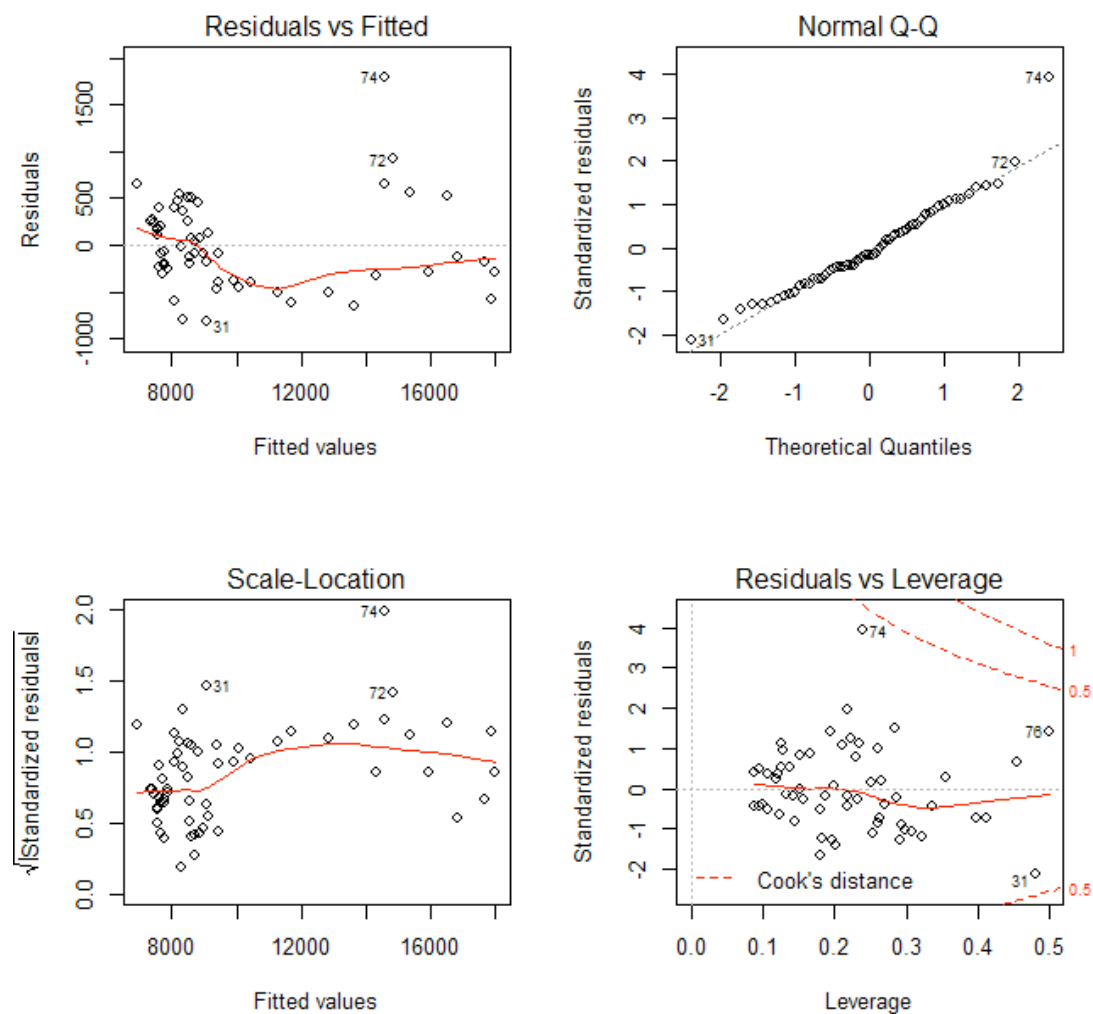 Residuals vs Fitted
Residuals
-1000
0
500
1500
74
72
31
8000 12000 16000
Fitted values
Normal Q-Q
Standardized residuals
-2
-1
0
1
2
3
4
74
72
31
-2 -1 0 1 2
Theoretical Quantiles
Scale-Location
√|Standardized residuals|
0.0
0.5
1.0
1.5
2.0
74
31
72
8000 12000 16000
Fitted values
Residuals vs Leverage
Standardized residuals
-2
-1
0
1
2
3
4
74
76
31
1
0.5
0.5
Cook's distance
0.0 0.1 0.2 0.3 0.4 0.5
Leverage